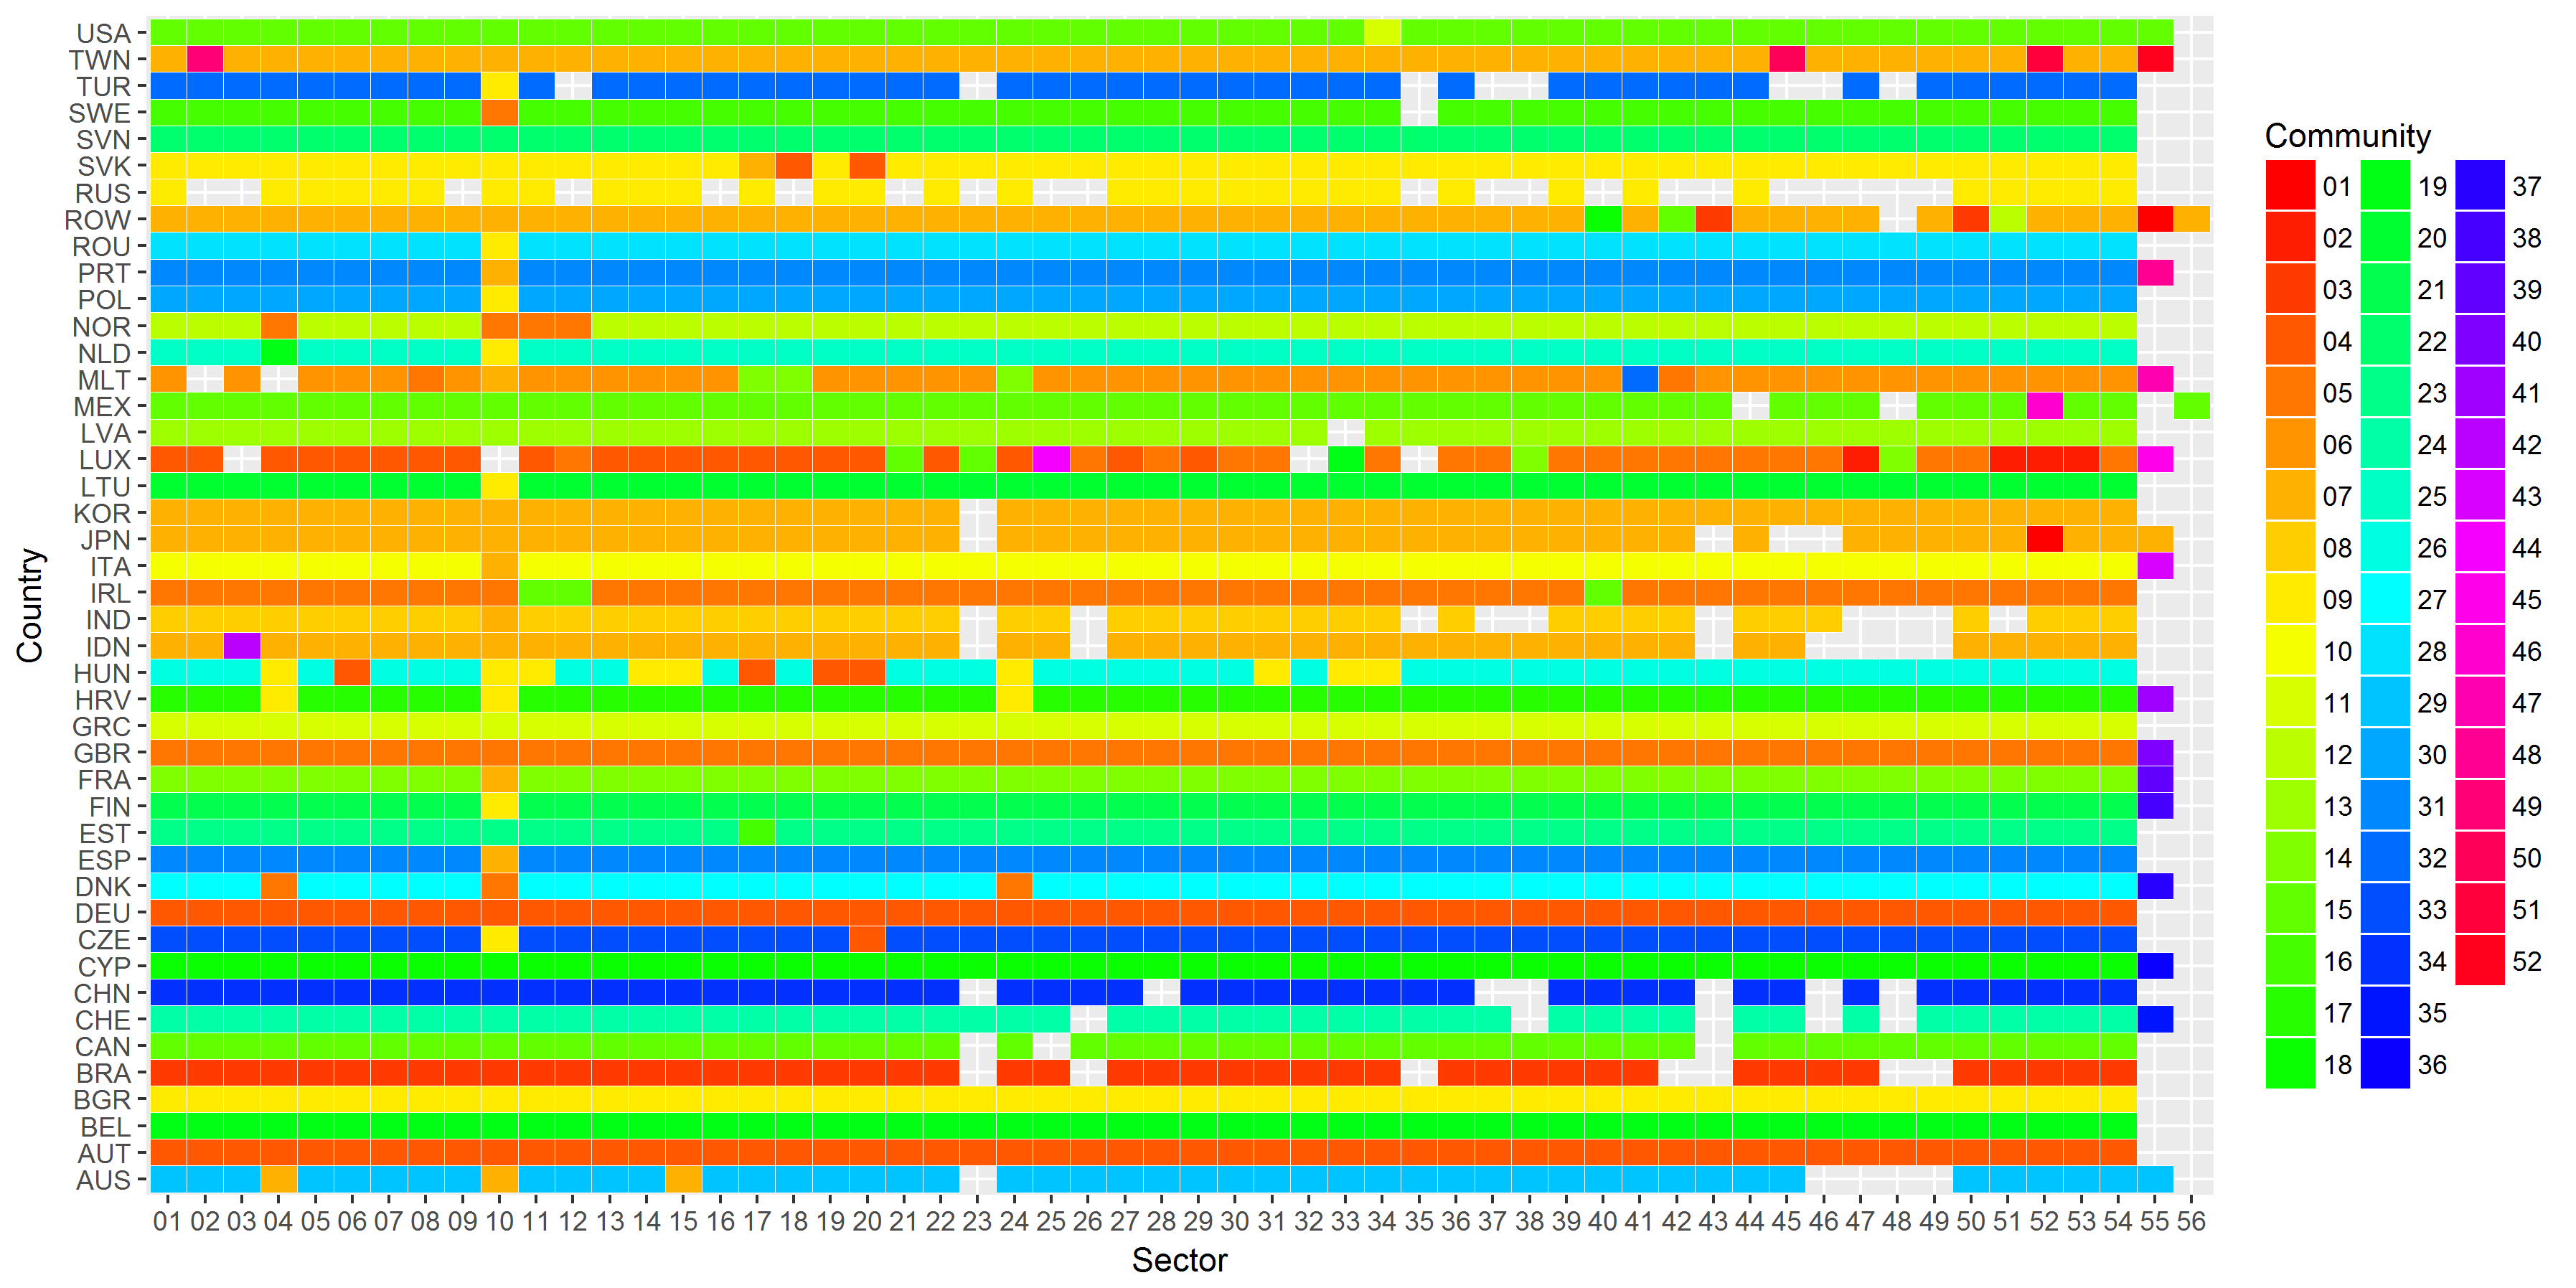 Country
USA
TWN
TUR
SWE
SVN
SVK
RUS
ROW
ROU
PRT
POL
NOR
NLD
MLT
MEX
LVA
LUX
LTU
KOR
JPN
ITA
IRL
IND
IDN
HUN
HRV
GRC
GBR
FRA
FIN
EST
ESP
DNK
DEU
CZE
CYP
CHN
CHE
CAN
BRA
BGR
BEL
AUT
AUS
01 02 03 04 05 06 07 08 09 10 11 12 13 14 15 16 17 18 19 20 21 22 23 24 25 26 27 28 29 30 31 32 33 34 35 36 37 38 39 40 41 42 43 44 45 46 47 48 49 50 51 52 53 54 55 56
Sector
Community
01 19 37
02 20 38
03 21 39
04 22 40
05 23 41
06 24 42
07 25 43
08 26 44
09 27 45
10 28 46
11 29 47
12 30 48
13 31 49
14 32 50
15 33 51
16 34 52
17 35
18 36